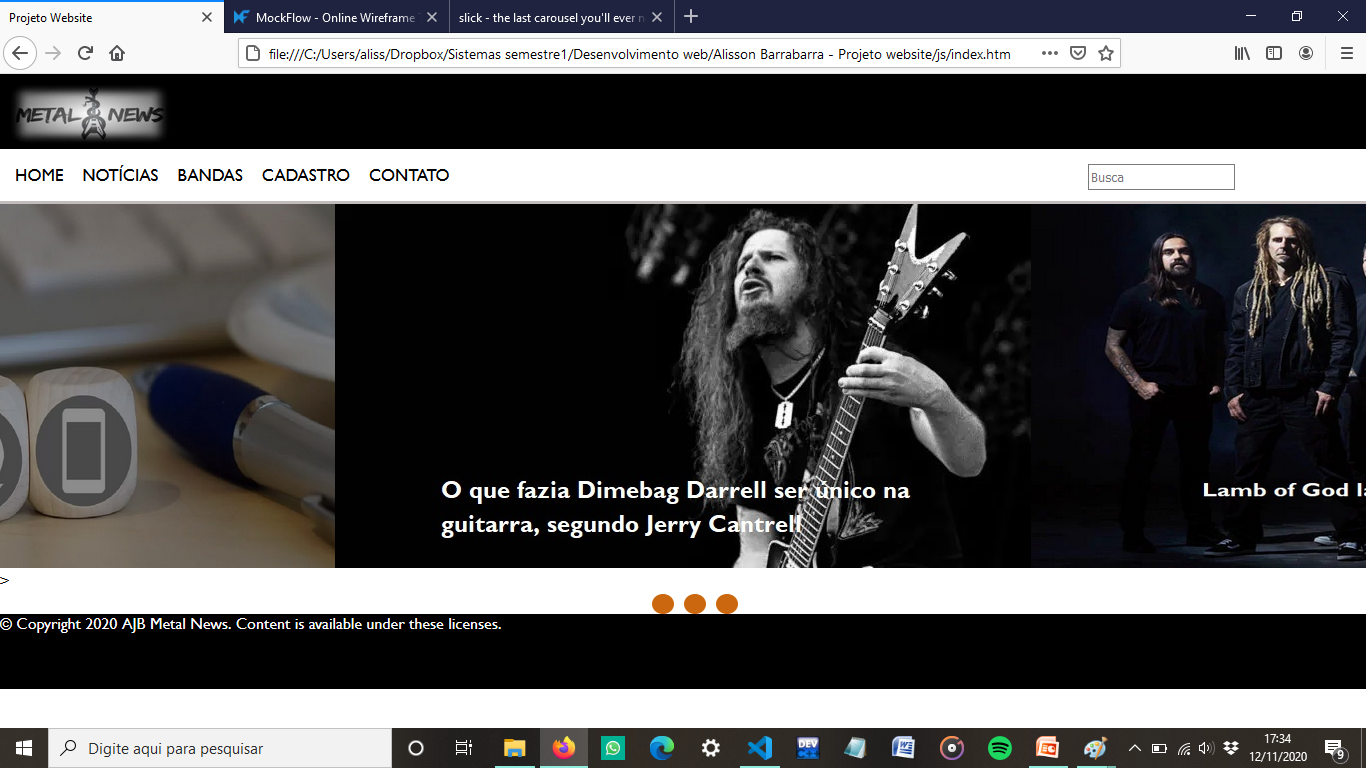 Projeto Website
MockFlow - Online Wireframe
slick - the last carousel you'll ever n
file:///C:/Users/aliss/Dropbox/Sistemas semestre1/Desenvolvimento web/Alisson Barrabarra - Projeto website/js/index.htm
METAL NEWS
HOME NOTÍCIAS BANDAS CADASTRO CONTATO
Busca
O que fazia Dimebag Darrell ser único na
guitarra, segundo Jerry Cantrell
Lamb of God la
>
© Copyright 2020 AJB Metal News. Content is available under these licenses.
Digite aqui para pesquisar
DEV
17:34
12/11/2020
9